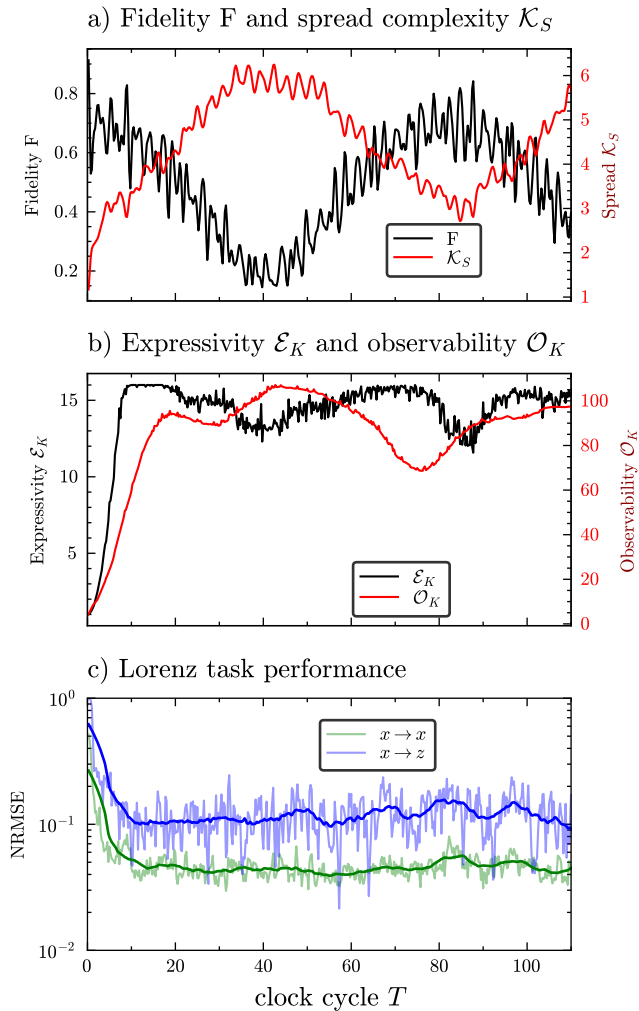 a) Fidelity F and spread complexity 𝒦_S
0.8
0.6
0.4
0.2
Fidelity F
6
5
4
3
2
1
Spread 𝒦_S
F
𝒦_S
b) Expressivity ℰ_K and observability 𝒪_K
15
10
5
Expressivity ℰ_K
100
80
60
40
20
0
Observability 𝒪_K
ℰ_K
𝒪_K
c) Lorenz task performance
10^0
10^{-1}
10^{-2}
NRMSE
x → x
x → z
0 20 40 60 80 100
clock cycle T